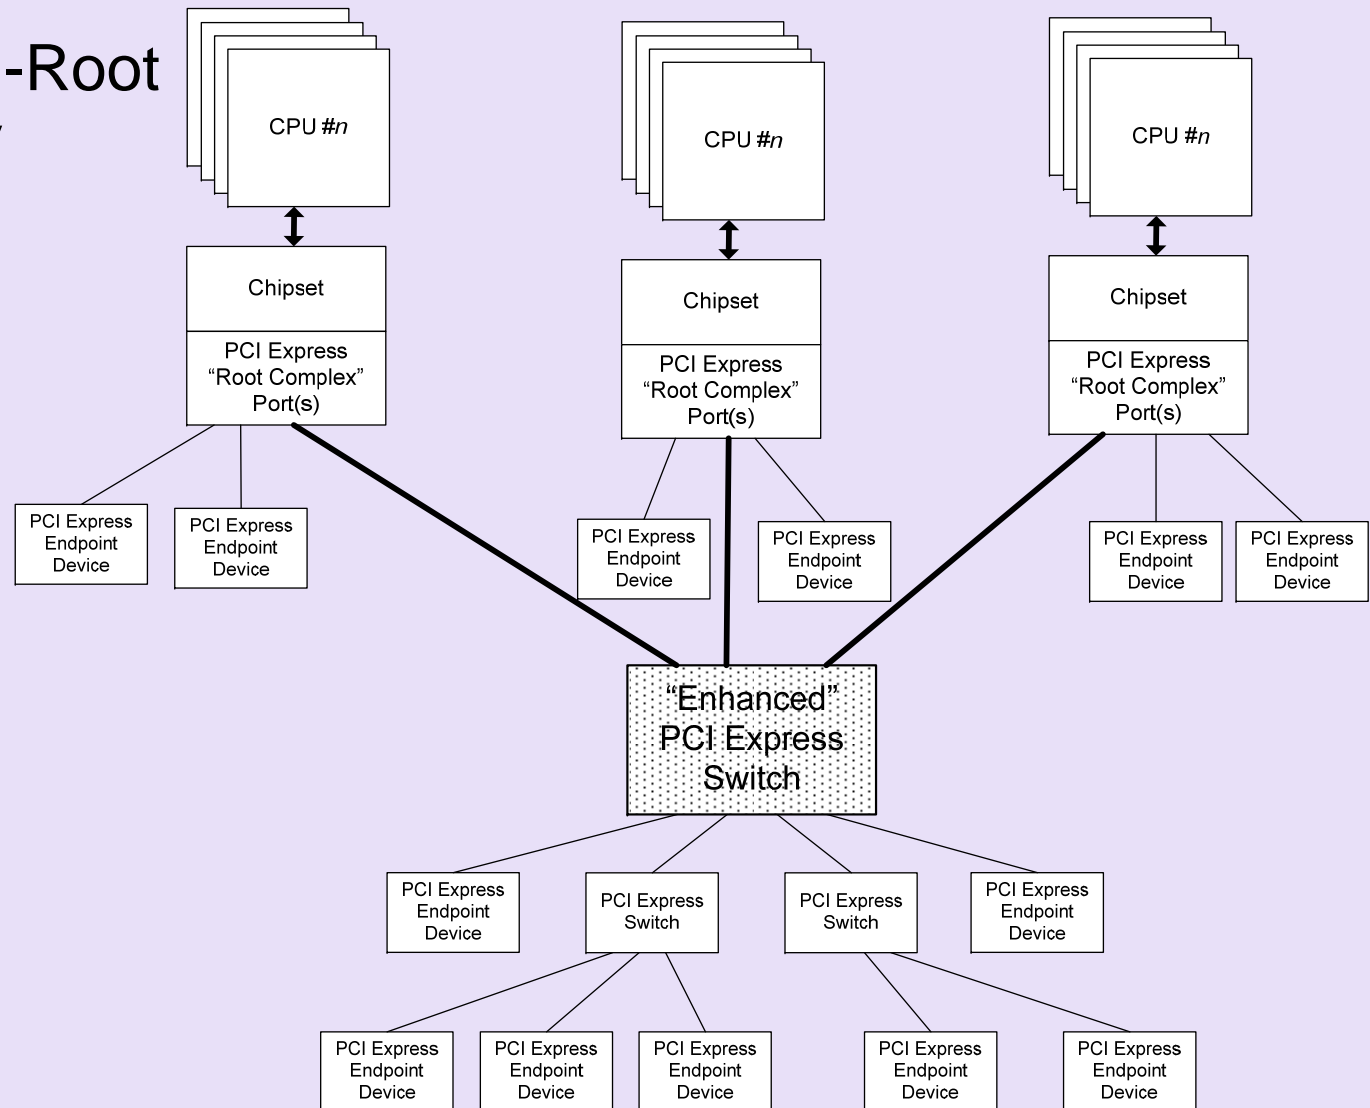 -Root
CPU #n
CPU #n
CPU #n
Chipset
PCI Express
“Root Complex”
Port(s)
Chipset
PCI Express
“Root Complex”
Port(s)
Chipset
PCI Express
“Root Complex”
Port(s)
PCI Express
Endpoint
Device
PCI Express
Endpoint
Device
PCI Express
Endpoint
Device
PCI Express
Endpoint
Device
PCI Express
Endpoint
Device
PCI Express
Endpoint
Device
“Enhanced”
PCI Express
Switch
PCI Express
Endpoint
Device
PCI Express
Switch
PCI Express
Switch
PCI Express
Endpoint
Device
PCI Express
Endpoint
Device
PCI Express
Endpoint
Device
PCI Express
Endpoint
Device
PCI Express
Endpoint
Device
PCI Express
Endpoint
Device